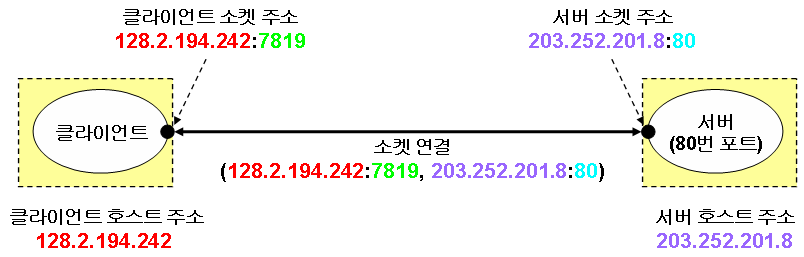 클라이언트 소켓 주소
128.2.194.242:7819
서버 소켓 주소
203.252.201.8:80
클라이언트
서버
(80번 포트)
소켓 연결
(128.2.194.242:7819, 203.252.201.8:80)
클라이언트 호스트 주소
128.2.194.242
서버 호스트 주소
203.252.201.8